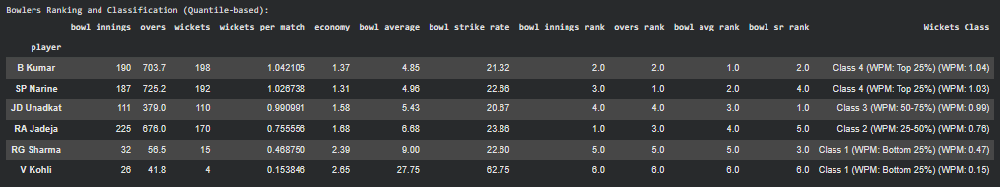 Bowlers Ranking and Classification (Quantile-based):
bowl_innings overs wickets wickets_per_match economy bowl_average bowl_strike_rate bowl_innings_rank overs_rank bowl_avg_rank bowl_sr_rank Wickets_Class
player
B Kumar 190 703.7 198 1.042105 1.37 4.85 21.32 2.0 2.0 1.0 2.0 Class 4 (WPM: Top 25%) (WPM: 1.04)
SP Narine 187 725.2 192 1.026738 1.31 4.96 22.66 3.0 1.0 2.0 4.0 Class 4 (WPM: Top 25%) (WPM: 1.03)
JD Unadkat 111 379.0 110 0.990991 1.58 5.43 20.67 4.0 4.0 3.0 1.0 Class 3 (WPM: 50-75%) (WPM: 0.99)
RA Jadeja 225 676.0 170 0.755556 1.68 6.68 23.86 1.0 3.0 4.0 5.0 Class 2 (WPM: 25-50%) (WPM: 0.76)
RG Sharma 32 56.5 15 0.468750 2.39 9.00 22.60 5.0 5.0 5.0 3.0 Class 1 (WPM: Bottom 25%) (WPM: 0.47)
V Kohli 26 41.8 4 0.153846 2.65 27.75 62.75 6.0 6.0 6.0 6.0 Class 1 (WPM: Bottom 25%) (WPM: 0.15)